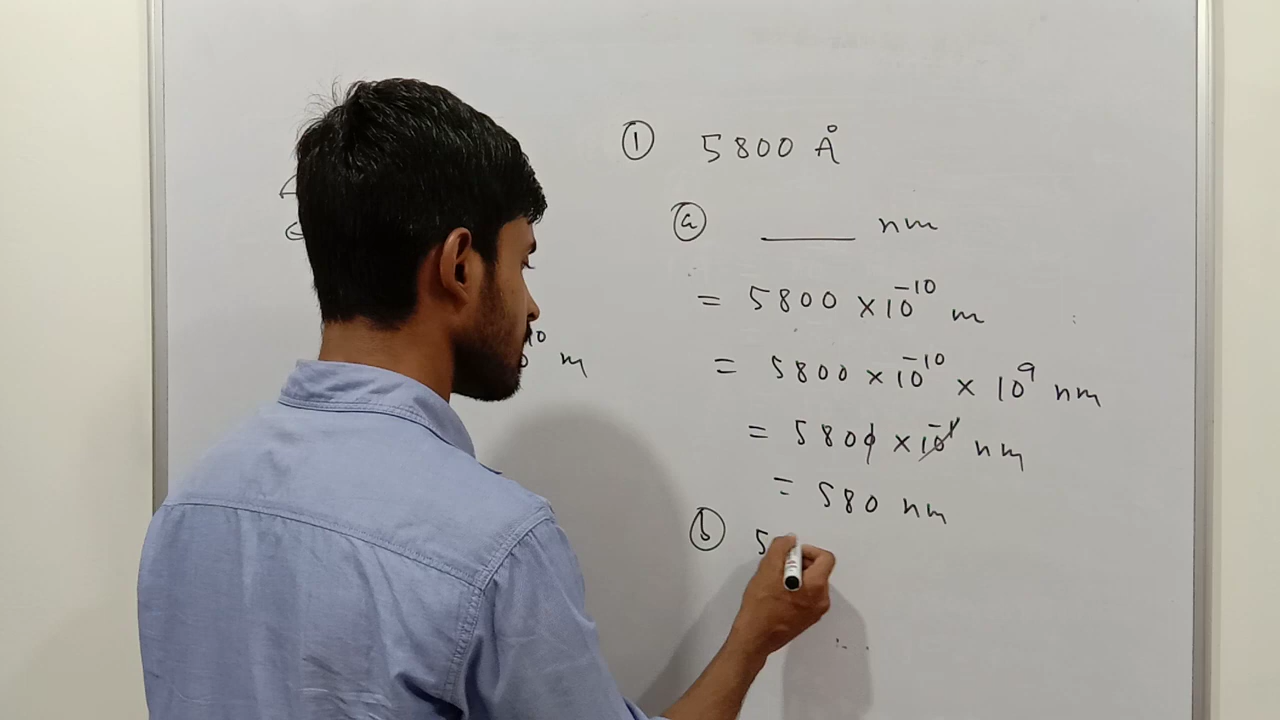 ① 5800 Å
ⓐ ____ nm
= 5800 × 10⁻¹⁰ m
= 5800 × 10⁻¹⁰ × 10⁹ nm
= 5800 × 10⁻¹ nm
= 580 nm
ⓑ 5
m